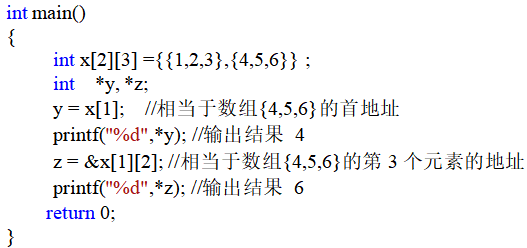 int main()
{
int x[2][3] ={{1,2,3},{4,5,6}} ;
int *y, *z;
y = x[1]; //相当于数组{4,5,6}的首地址
printf("%d",*y); //输出结果 4
z = &x[1][2]; //相当于数组{4,5,6}的第 3 个元素的地址
printf("%d",*z); //输出结果 6
return 0;
}